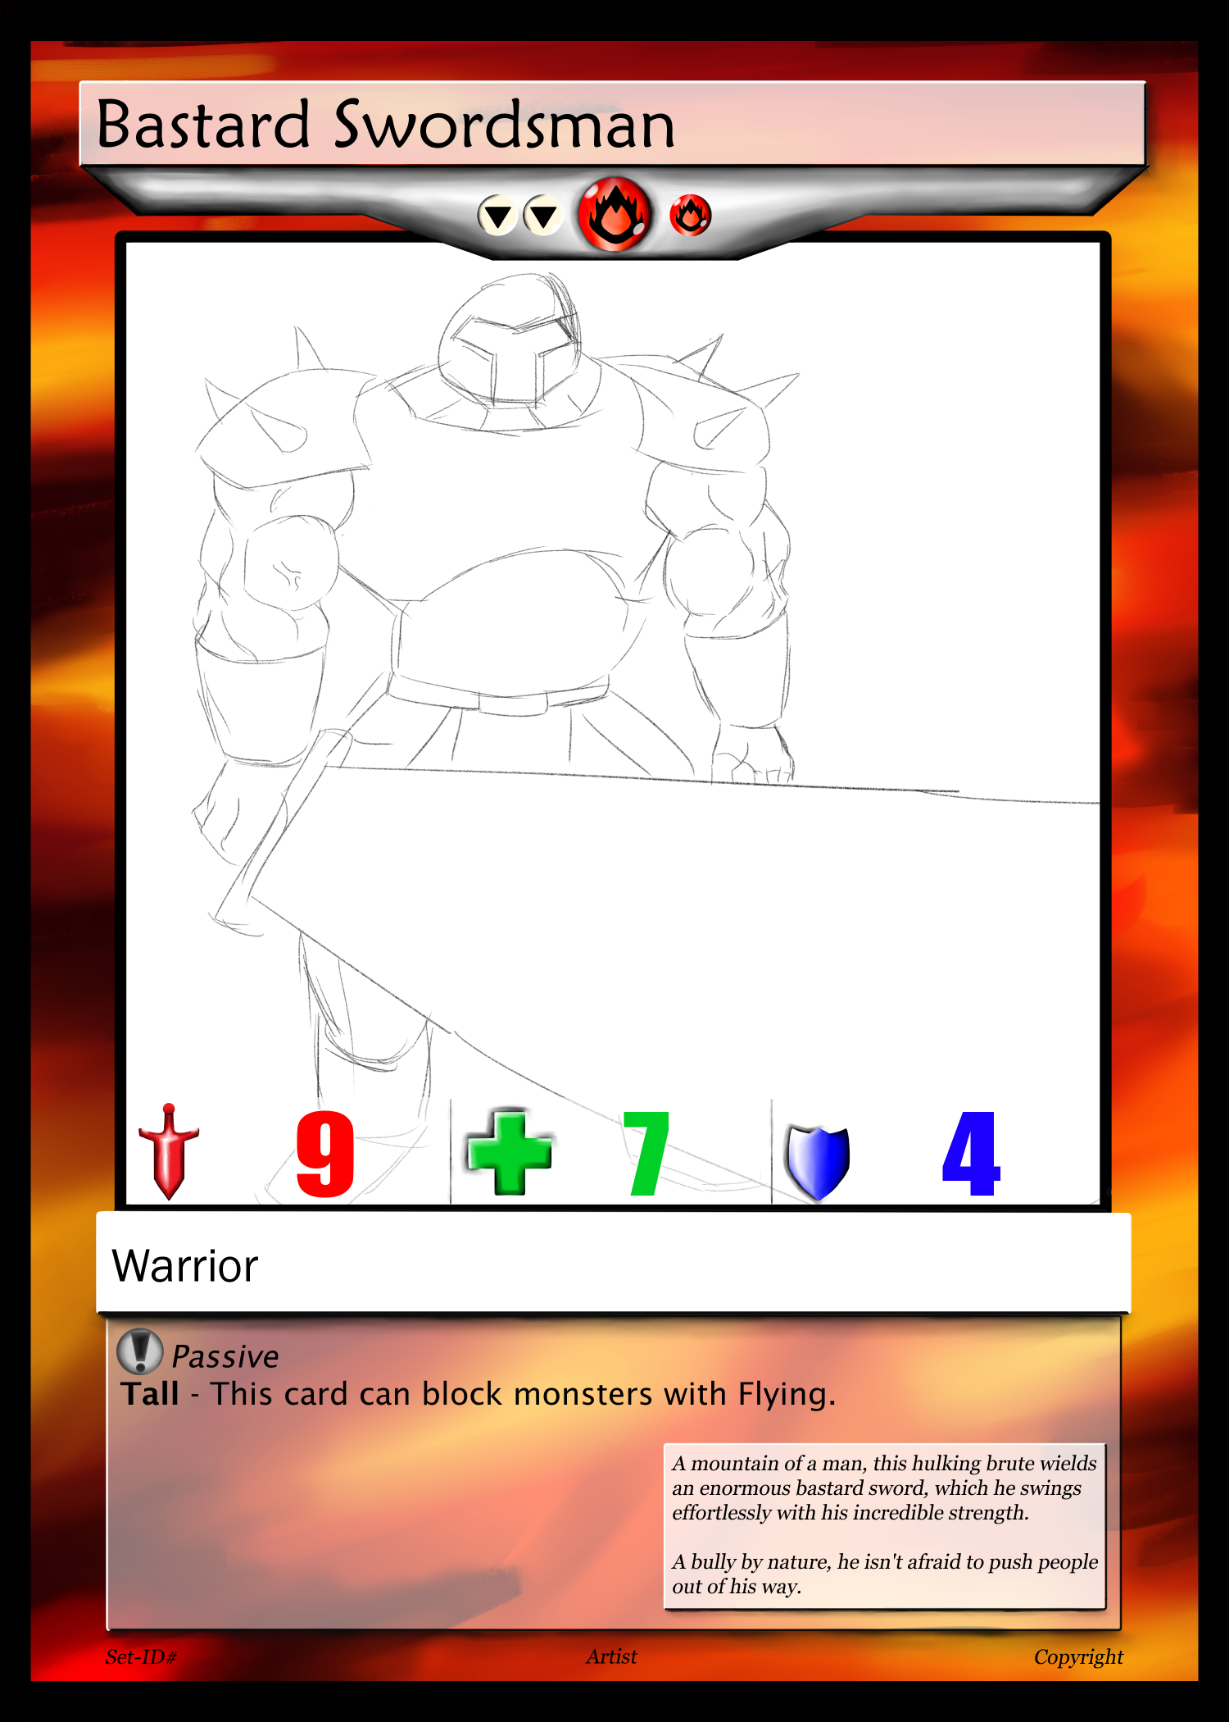 Bastard Swordsman
9 7 4
Warrior
Passive
Tall - This card can block monsters with Flying.
A mountain of a man, this hulking brute wields
an enormous bastard sword, which he swings
effortlessly with his incredible strength.
A bully by nature, he isn't afraid to push people
out of his way.
Set-ID# Artist Copyright